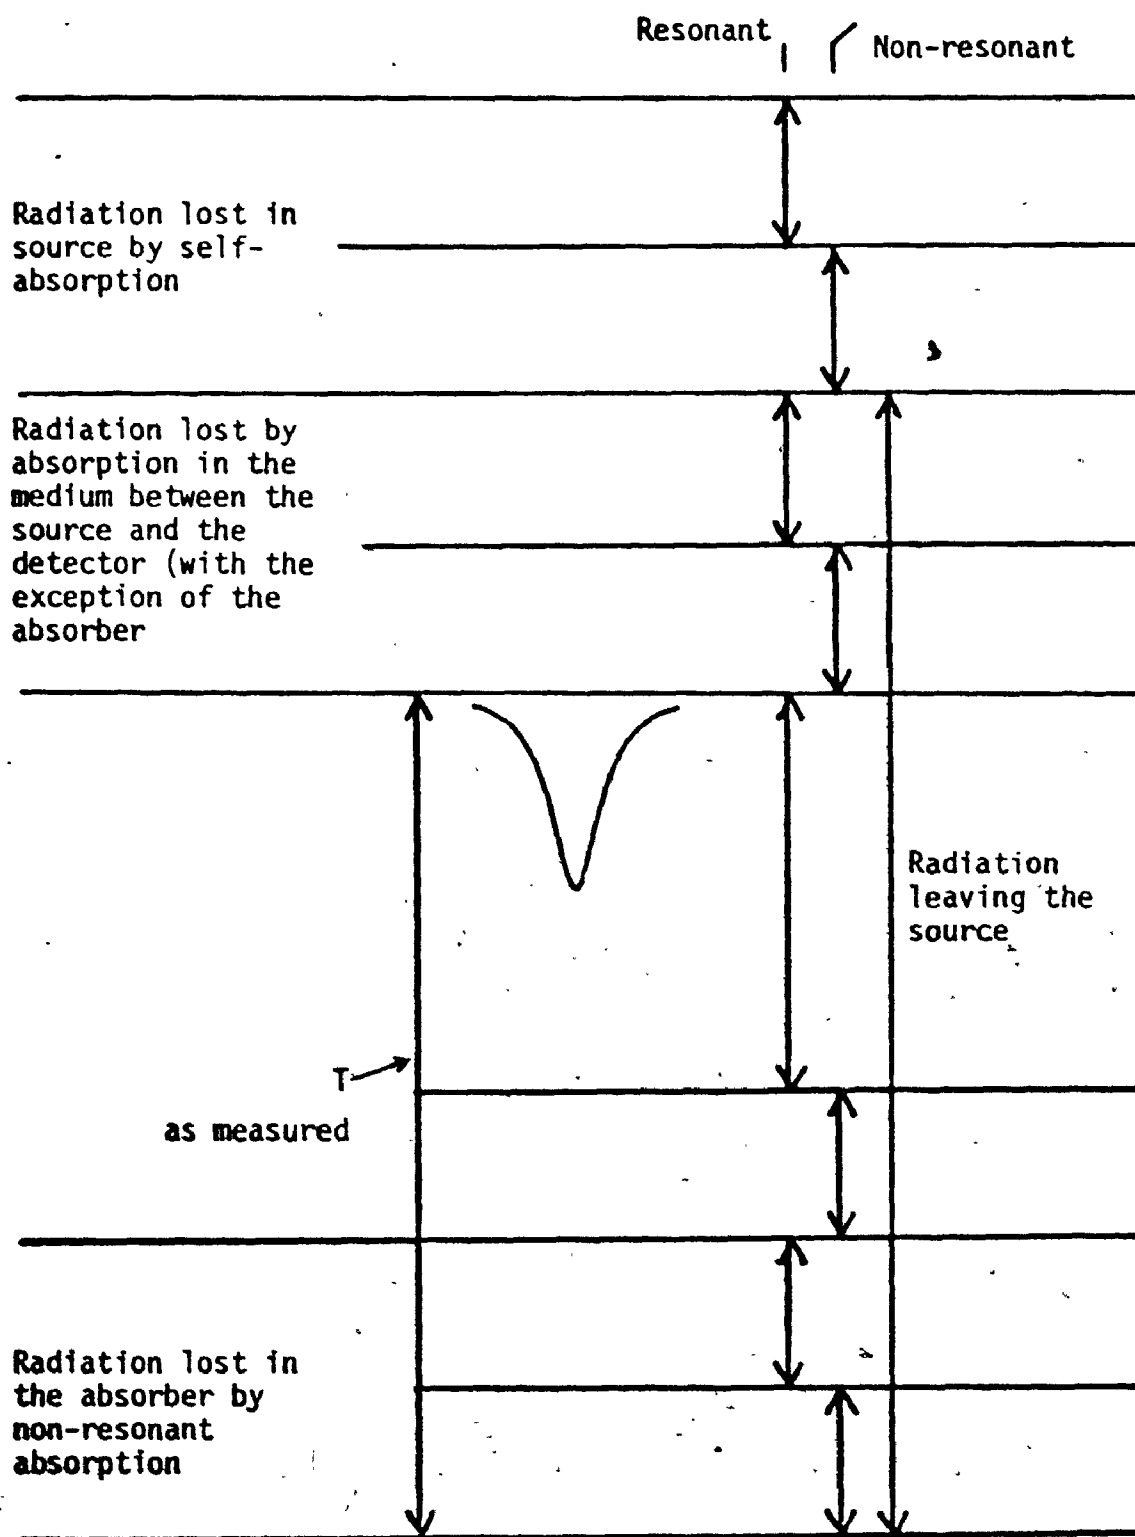 Resonant
Non-resonant
Radiation lost in
source by self-
absorption
Radiation lost by
absorption in the
medium between the
source and the
detector (with the
exception of the
absorber
Radiation
leaving the
source
T
as measured
Radiation lost in
the absorber by
non-resonant
absorption